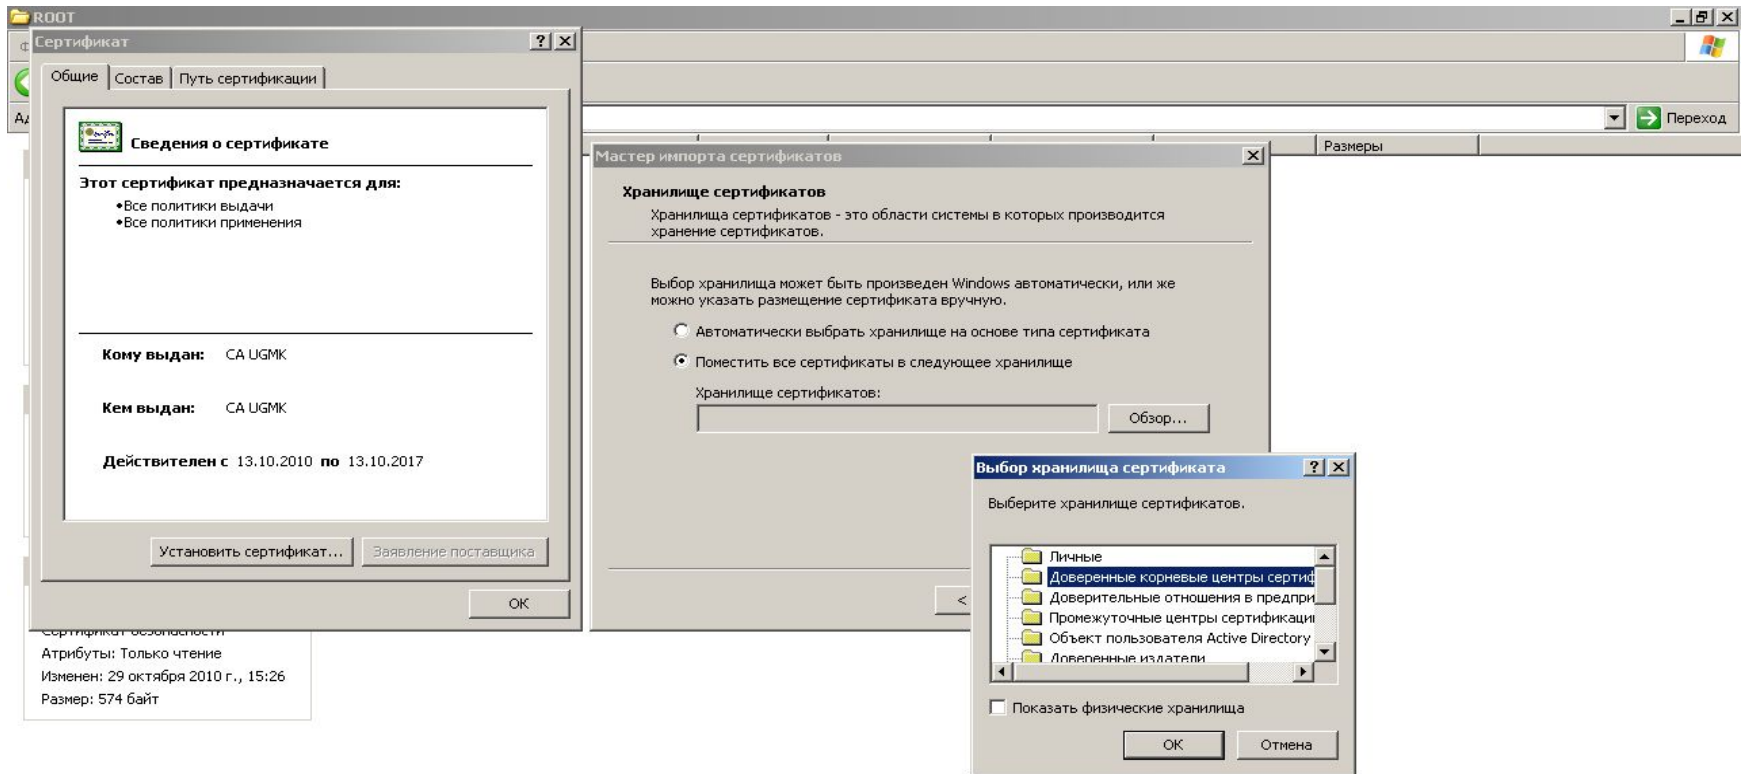 ROOT
Сертификат
Общие
Состав
Путь сертификации
Переход
Размеры
Сведения о сертификате
Этот сертификат предназначается для:
•Все политики выдачи
•Все политики применения
Кому выдан: CA UGMK
Кем выдан: CA UGMK
Действителен с 13.10.2010 по 13.10.2017
Установить сертификат...
Заявление поставщика
OK
Атрибуты: Только чтение
Изменен: 29 октября 2010 г., 15:26
Размер: 574 байт
Мастер импорта сертификатов
Хранилище сертификатов
Хранилища сертификатов - это области системы в которых производится
хранение сертификатов.
Выбор хранилища может быть произведен Windows автоматически, или же
можно указать размещение сертификата вручную.
Автоматически выбрать хранилище на основе типа сертификата
Поместить все сертификаты в следующее хранилище
Хранилище сертификатов:
Обзор...
<
Выбор хранилища сертификата
Выберите хранилище сертификатов.
Личные
Доверенные корневые центры сертиф
Доверительные отношения в предпри
Промежуточные центры сертификации
Объект пользователя Active Directory
Доверенные издатели
Показать физические хранилища
OK
Отмена